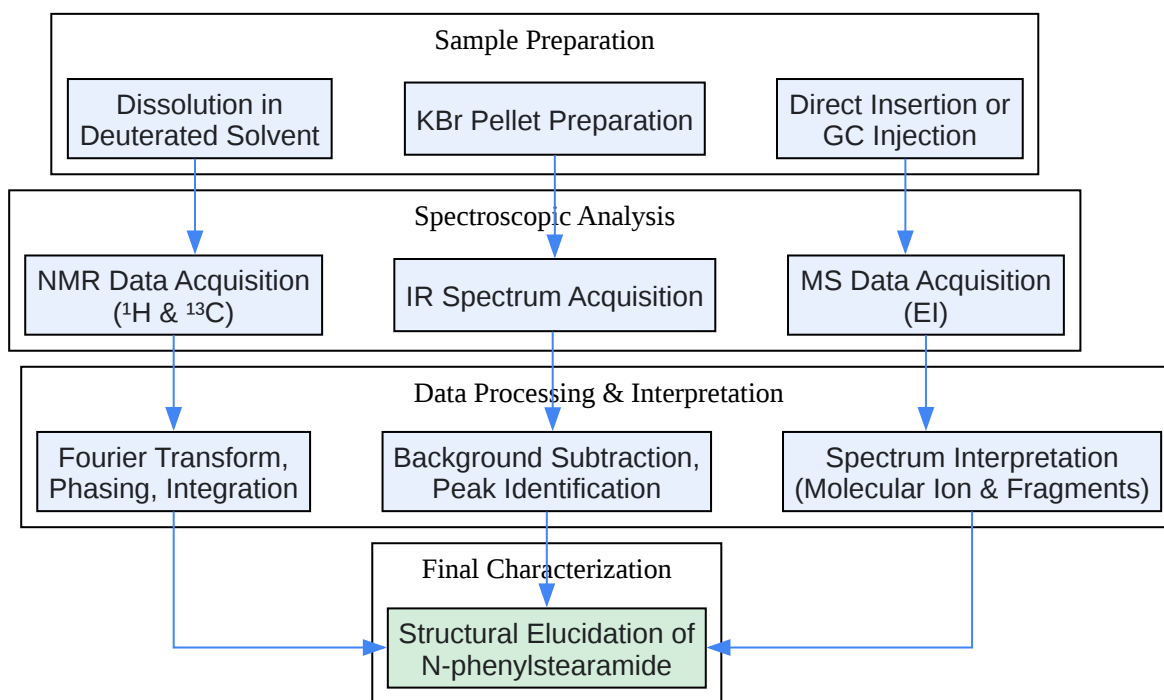 Sample Preparation
Dissolution in
Deuterated Solvent
KBr Pellet Preparation
Direct Insertion or
GC Injection
Spectroscopic Analysis
NMR Data Acquisition
(¹H & ¹³C)
IR Spectrum Acquisition
MS Data Acquisition
(EI)
Data Processing & Interpretation
Fourier Transform,
Phasing, Integration
Background Subtraction,
Peak Identification
Spectrum Interpretation
(Molecular Ion & Fragments)
Final Characterization
Structural Elucidation of
N-phenylstearamide